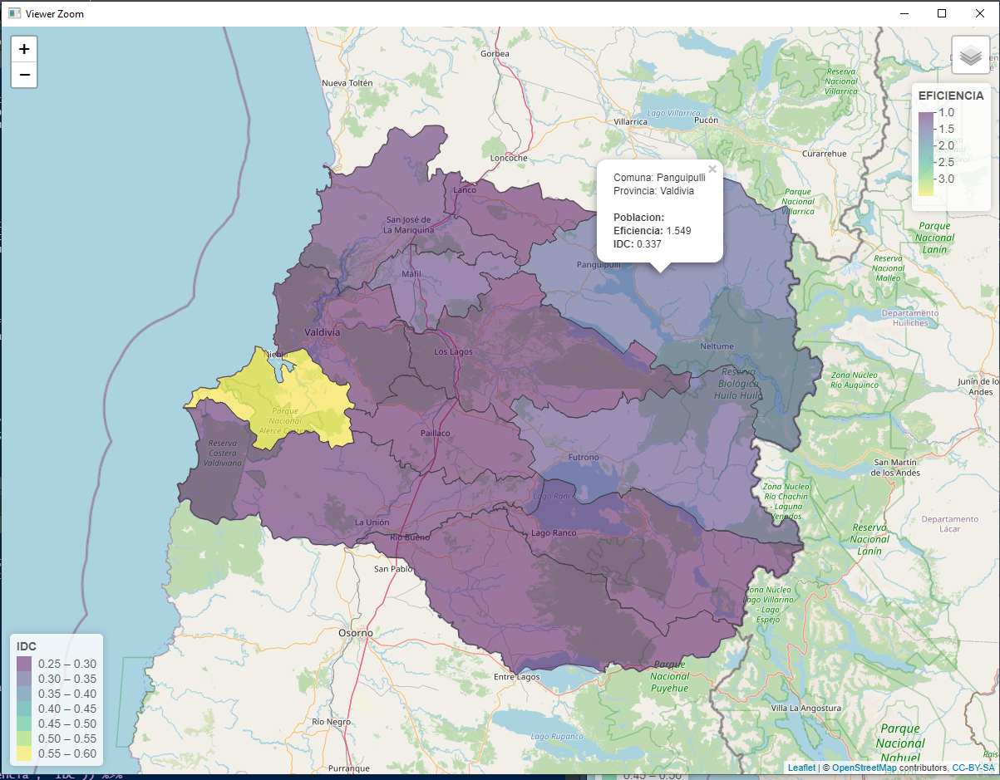 Viewer Zoom
+
−
Gorbea
Nueva Toltén
Reserva
Nacional
Villarrica
Lago Villarrica
Villarrica
Pucón
Curarrehue
Loncoche
EFICIENCIA
1.0
1.5
2.0
2.5
3.0
Comuna: Panguipulli
Provincia: Valdivia
Poblacion:
Eficiencia: 1.549
IDC: 0.337
×
Lanco
Parque
Nacional
Villarrica
San José de
La Mariquina
Parque
Nacional
Lanín
Reserva
Nacional
Malleo
Panguipulli
Máfil
Departamento
Huiliches
Valdivia
Neltume
Niebla
Los Lagos
Reserva
Biológica
Huilo Huilo
Zona Núcleo
Río Auquinco
Junín de los
Andes
Parque
Nacional
Alerce Costero
Paillaco
Reserva
Costera
Valdiviana
Futrono
San Martín
de los Andes
Zona Nucleo
Río Chachin
- Laguna
Venados
Lago Ranco
Departamento
Lácar
La Unión
Río Bueno
Lago Ranco
Reserva
Nacional
Lanín
San Pablo
Zona Núcleo
Lago Villarino
- Lago
Espejo
Osorno
IDC
0.25 – 0.30
0.30 – 0.35
0.35 – 0.40
0.40 – 0.45
0.45 – 0.50
0.50 – 0.55
0.55 – 0.60
Entre Lagos
Parque
Nacional
Puyehue
Villa La Angostura
Río Negro
Lago Rupanco
Parque
Nacional
Nahuel
Purranque
Leaflet | © OpenStreetMap contributors, CC-BY-SA